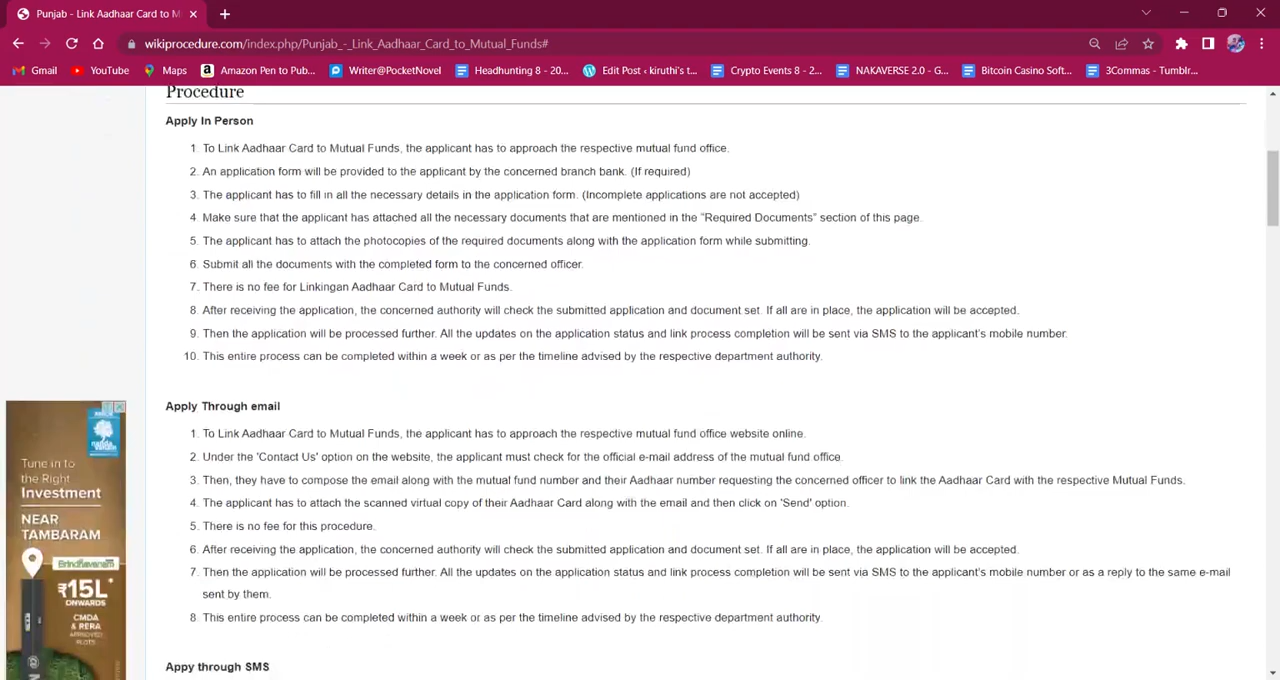 Punjab - Link Aadhaar Card to M
wikiprocedure.com/index.php/Punjab_-_Link_Aadhaar_Card_to_Mutual_Funds#
Gmail YouTube Maps Amazon Pen to Pub... Writer@PocketNovel Headhunting 8 - 20... Edit Post ‹ kiruthi's t... Crypto Events 8 - 2... NAKAVERSE 2.0 - G... Bitcoin Casino Soft... 3Commas - Tumblr...
Procedure
Apply In Person
1. To Link Aadhaar Card to Mutual Funds, the applicant has to approach the respective mutual fund office.
2. An application form will be provided to the applicant by the concerned branch bank. (If required)
3. The applicant has to fill in all the necessary details in the application form. (Incomplete applications are not accepted)
4. Make sure that the applicant has attached all the necessary documents that are mentioned in the "Required Documents" section of this page.
5. The applicant has to attach the photocopies of the required documents along with the application form while submitting.
6. Submit all the documents with the completed form to the concerned officer.
7. There is no fee for Linkingan Aadhaar Card to Mutual Funds.
8. After receiving the application, the concerned authority will check the submitted application and document set. If all are in place, the application will be accepted.
9. Then the application will be processed further. All the updates on the application status and link process completion will be sent via SMS to the applicant's mobile number.
10. This entire process can be completed within a week or as per the timeline advised by the respective department authority.
Apply Through email
1. To Link Aadhaar Card to Mutual Funds, the applicant has to approach the respective mutual fund office website online.
2. Under the 'Contact Us' option on the website, the applicant must check for the official e-mail address of the mutual fund office.
3. Then, they have to compose the email along with the mutual fund number and their Aadhaar number requesting the concerned officer to link the Aadhaar Card with the respective Mutual Funds.
4. The applicant has to attach the scanned virtual copy of their Aadhaar Card along with the email and then click on 'Send' option.
5. There is no fee for this procedure.
6. After receiving the application, the concerned authority will check the submitted application and document set. If all are in place, the application will be accepted.
7. Then the application will be processed further. All the updates on the application status and link process completion will be sent via SMS to the applicant's mobile number or as a reply to the same e-mail
sent by them.
8 This entire process can be completed within a week or as per the timeline advised by the respective department authority.
Appy through SMS
Tune in to
the Right
Investment
NEAR
TAMBARAM
Brindhavanam
₹15L*
ONWARDS
CMDA
& RERA
APPROVED
PLOTS